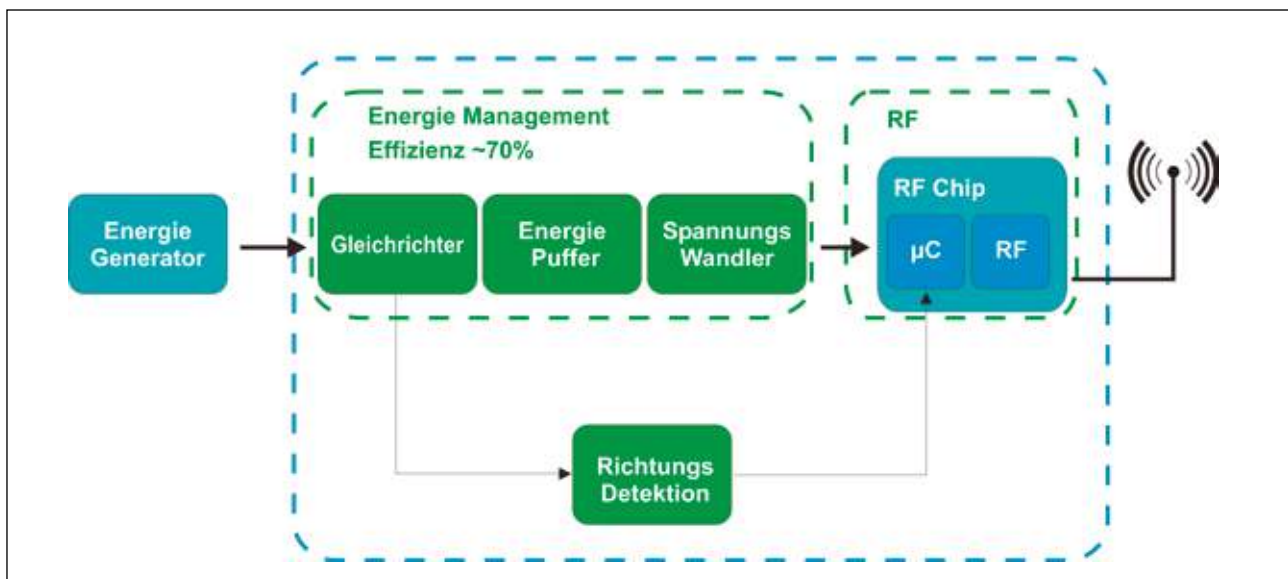 Energie Management
Effizienz ~70%
RF
RF Chip
Energie
Generator
Gleichrichter
Energie
Puffer
Spannungs
Wandler
µC
RF
Richtungs
Detektion